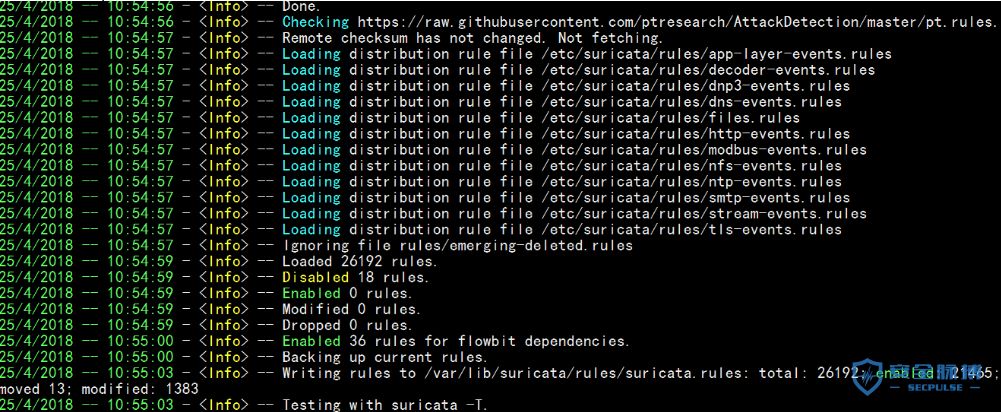 25/4/2018 -- 10:54:56 - <Info> -- Done.
25/4/2018 -- 10:54:56 - <Info> -- Checking https://raw.githubusercontent.com/ptresearch/AttackDetection/master/pt.rules.
25/4/2018 -- 10:54:57 - <Info> -- Remote checksum has not changed. Not fetching.
25/4/2018 -- 10:54:57 - <Info> -- Loading distribution rule file /etc/suricata/rules/app-layer-events.rules
25/4/2018 -- 10:54:57 - <Info> -- Loading distribution rule file /etc/suricata/rules/decoder-events.rules
25/4/2018 -- 10:54:57 - <Info> -- Loading distribution rule file /etc/suricata/rules/dnp3-events.rules
25/4/2018 -- 10:54:57 - <Info> -- Loading distribution rule file /etc/suricata/rules/dns-events.rules
25/4/2018 -- 10:54:57 - <Info> -- Loading distribution rule file /etc/suricata/rules/files.rules
25/4/2018 -- 10:54:57 - <Info> -- Loading distribution rule file /etc/suricata/rules/http-events.rules
25/4/2018 -- 10:54:57 - <Info> -- Loading distribution rule file /etc/suricata/rules/modbus-events.rules
25/4/2018 -- 10:54:57 - <Info> -- Loading distribution rule file /etc/suricata/rules/nfs-events.rules
25/4/2018 -- 10:54:57 - <Info> -- Loading distribution rule file /etc/suricata/rules/ntp-events.rules
25/4/2018 -- 10:54:57 - <Info> -- Loading distribution rule file /etc/suricata/rules/smtp-events.rules
25/4/2018 -- 10:54:57 - <Info> -- Loading distribution rule file /etc/suricata/rules/stream-events.rules
25/4/2018 -- 10:54:57 - <Info> -- Loading distribution rule file /etc/suricata/rules/tls-events.rules
25/4/2018 -- 10:54:57 - <Info> -- Ignoring file rules/emerging-deleted.rules
25/4/2018 -- 10:54:59 - <Info> -- Loaded 26192 rules.
25/4/2018 -- 10:54:59 - <Info> -- Disabled 18 rules.
25/4/2018 -- 10:54:59 - <Info> -- Enabled 0 rules.
25/4/2018 -- 10:54:59 - <Info> -- Modified 0 rules.
25/4/2018 -- 10:54:59 - <Info> -- Dropped 0 rules.
25/4/2018 -- 10:55:00 - <Info> -- Enabled 36 rules for flowbit dependencies.
25/4/2018 -- 10:55:00 - <Info> -- Backing up current rules.
25/4/2018 -- 10:55:03 - <Info> -- Writing rules to /var/lib/suricata/rules/suricata.rules: total: 26192; enabled: 21465;
moved 13; modified: 1383
25/4/2018 -- 10:55:03 - <Info> -- Testing with suricata -T.
安全脉搏
SECPULSE